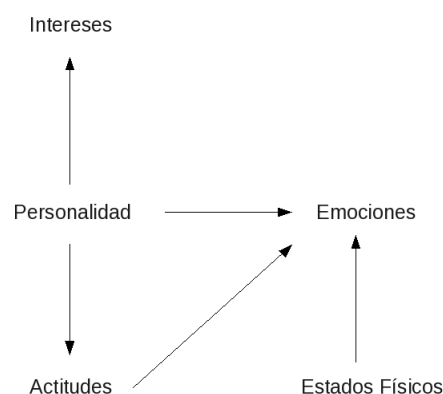 Intereses
Personalidad
Emociones
Actitudes
Estados Físicos